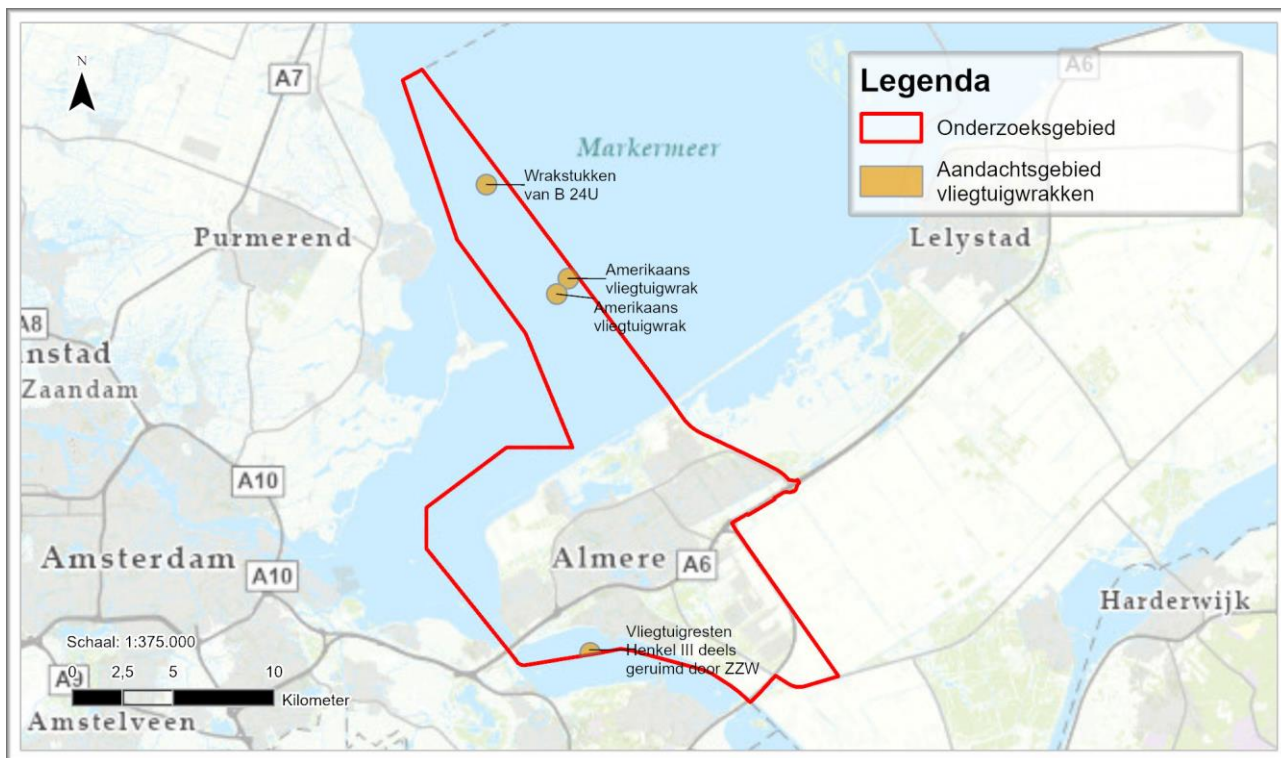 N
A7
A6
Legenda
Onderzoeksgebied
Aandachtsgebied
vliegtuigwrakken
Markermeer
Wrakstukken
van B 24U
Purmerend
Lelystad
Amerikaans
vliegtuigwrak
Amerikaans
vliegtuigwrak
A8
nstad
Zaandam
A10
Amsterdam
A10
Almere
A6
Harderwijk
Vliegtuigresten
Henkel III deels
geruimd door ZZW
Schaal: 1:375.000
A9
0 2,5 5 10
Kilometer
Amstelveen